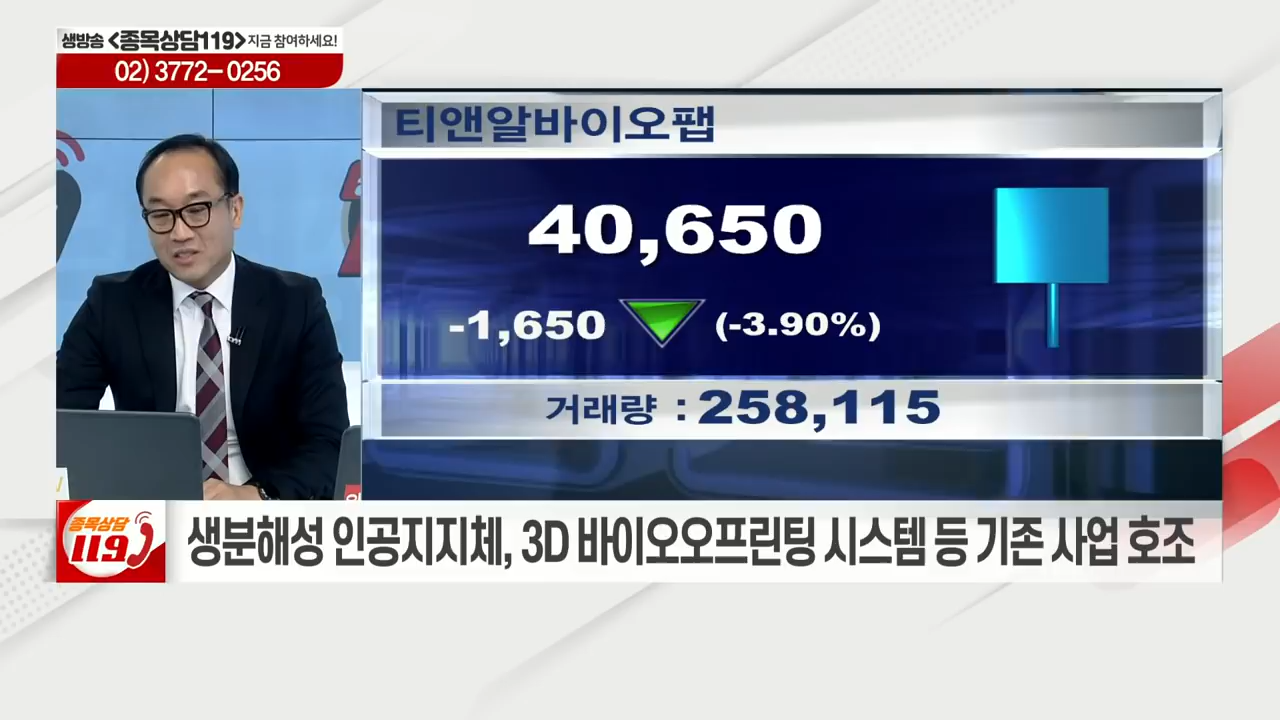 생방송 <종목상담119> 지금 참여하세요!
02) 3772-0256
티앤알바이오팹
40,650
-1,650 (-3.90%)
거래량 : 258,115
종목상담
119
생분해성 인공지지체, 3D 바이오오프린팅 시스템 등 기존 사업 호조